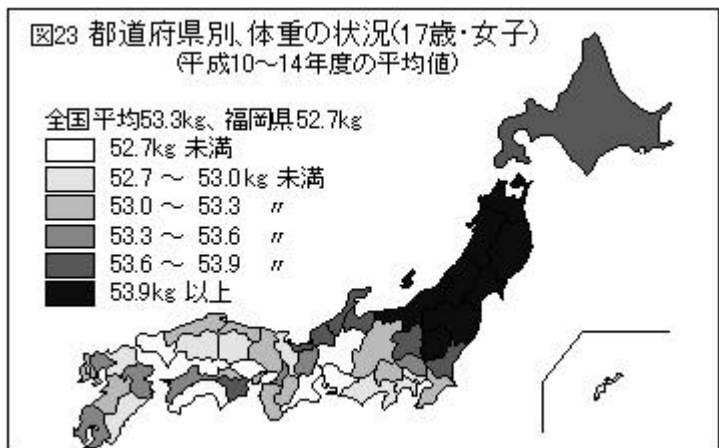 図23 都道府県別、体重の状況(17歳・女子)
(平成10～14年度の平均値)
全国平均53.3kg、福岡県52.7kg
52.7kg 未満
52.7 ～ 53.0kg 未満
53.0 ～ 53.3 〃
53.3 ～ 53.6 〃
53.6 ～ 53.9 〃
53.9kg 以上